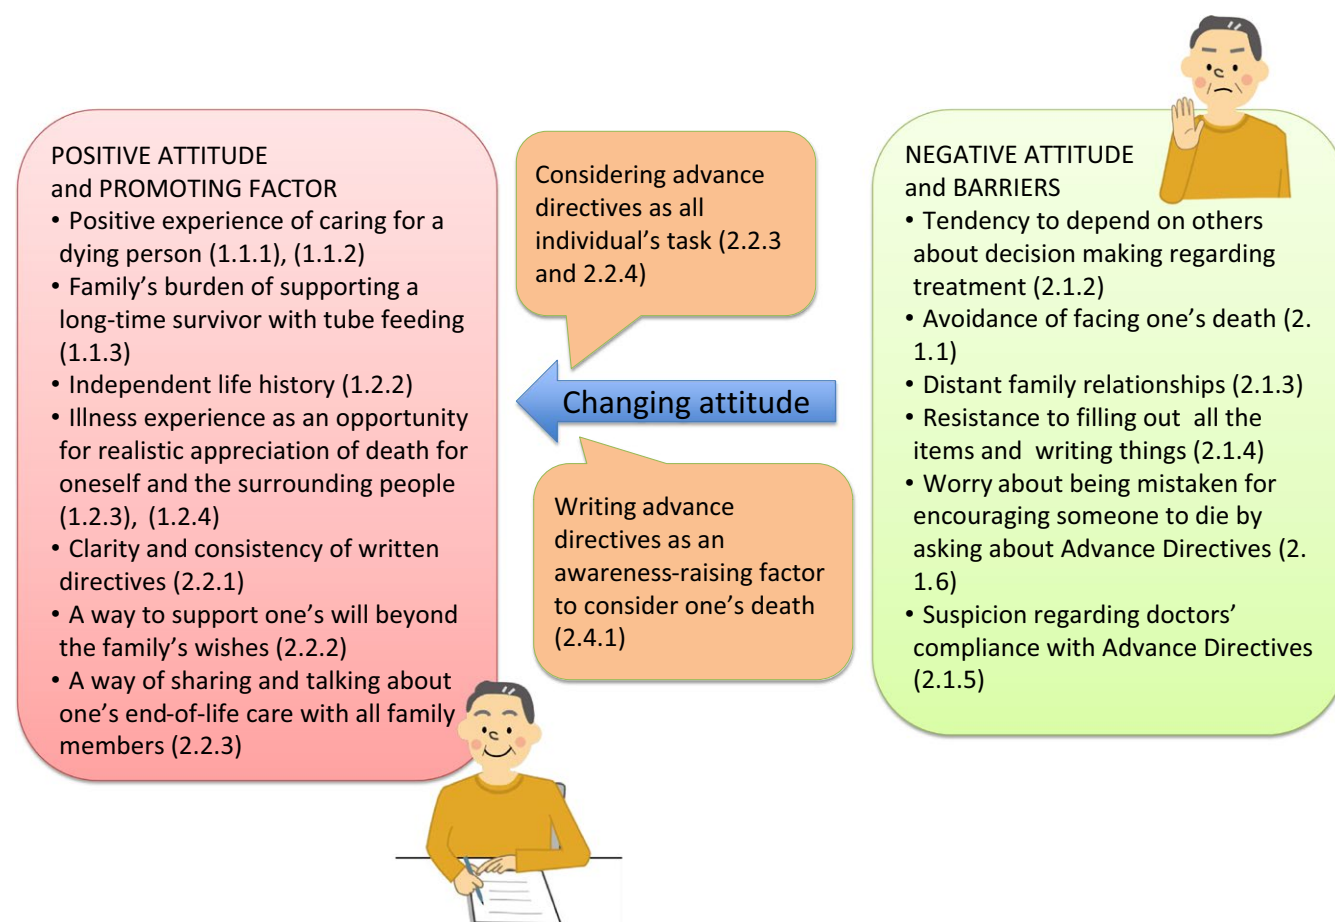 POSITIVE ATTITUDE
and PROMOTING FACTOR
• Positive experience of caring for a
dying person (1.1.1), (1.1.2)
• Family’s burden of supporting a
long-time survivor with tube feeding
(1.1.3)
• Independent life history (1.2.2)
• Illness experience as an opportunity
for realistic appreciation of death for
oneself and the surrounding people
(1.2.3), (1.2.4)
• Clarity and consistency of written
directives (2.2.1)
• A way to support one’s will beyond
the family’s wishes (2.2.2)
• A way of sharing and talking about
one’s end-of-life care with all family
members (2.2.3)
Considering advance
directives as all
individual’s task (2.2.3
and 2.2.4)
Changing attitude
Writing advance
directives as an
awareness-raising factor
to consider one’s death
(2.4.1)
NEGATIVE ATTITUDE
and BARRIERS
• Tendency to depend on others
about decision making regarding
treatment (2.1.2)
• Avoidance of facing one’s death (2.
1.1)
• Distant family relationships (2.1.3)
• Resistance to filling out all the
items and writing things (2.1.4)
• Worry about being mistaken for
encouraging someone to die by
asking about Advance Directives (2.
1.6)
• Suspicion regarding doctors’
compliance with Advance Directives
(2.1.5)